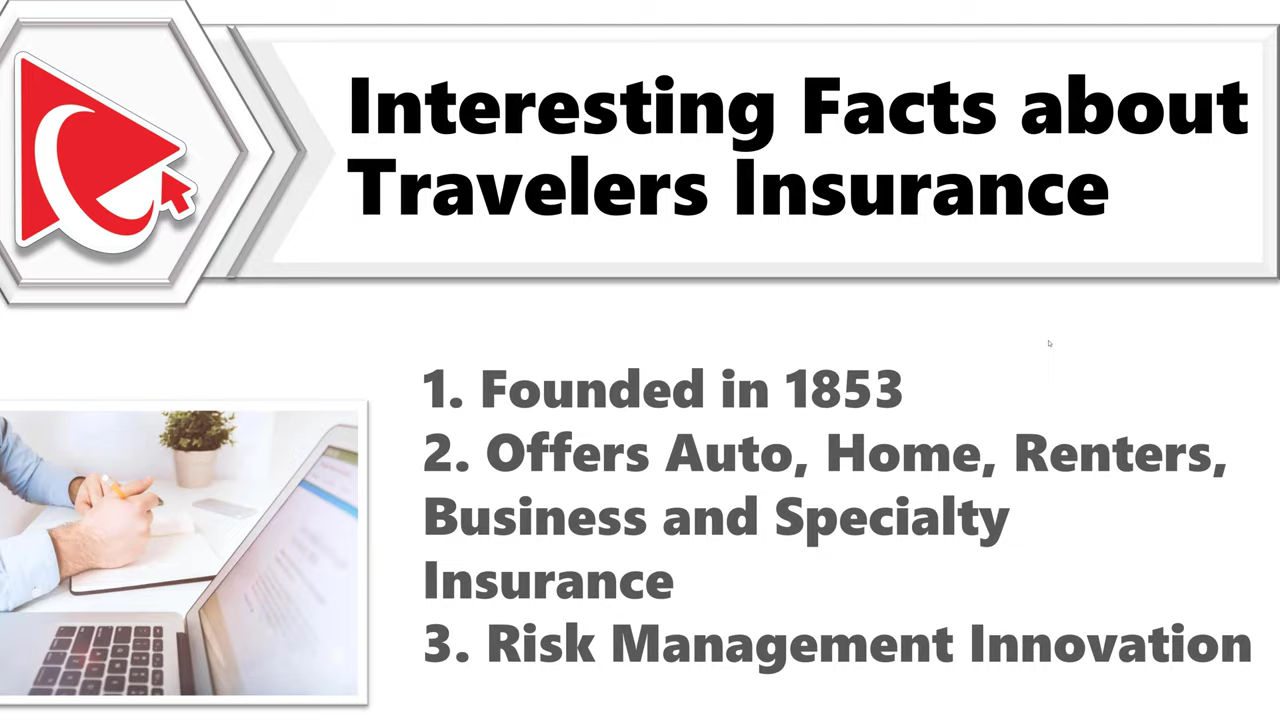 Interesting Facts about
Travelers Insurance
1. Founded in 1853
2. Offers Auto, Home, Renters,
Business and Specialty
Insurance
3. Risk Management Innovation